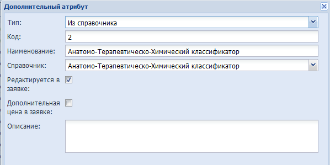 Дополнительный атрибут
Тип: Из справочника
Код: 2
Наименование: Анатомо-Терапевтическо-Химический классификатор
Справочник: Анатомо-Терапевтическо-Химический классификатор
Редактируется в
заявке:
Дополнительная
цена в заявке:
Описание: